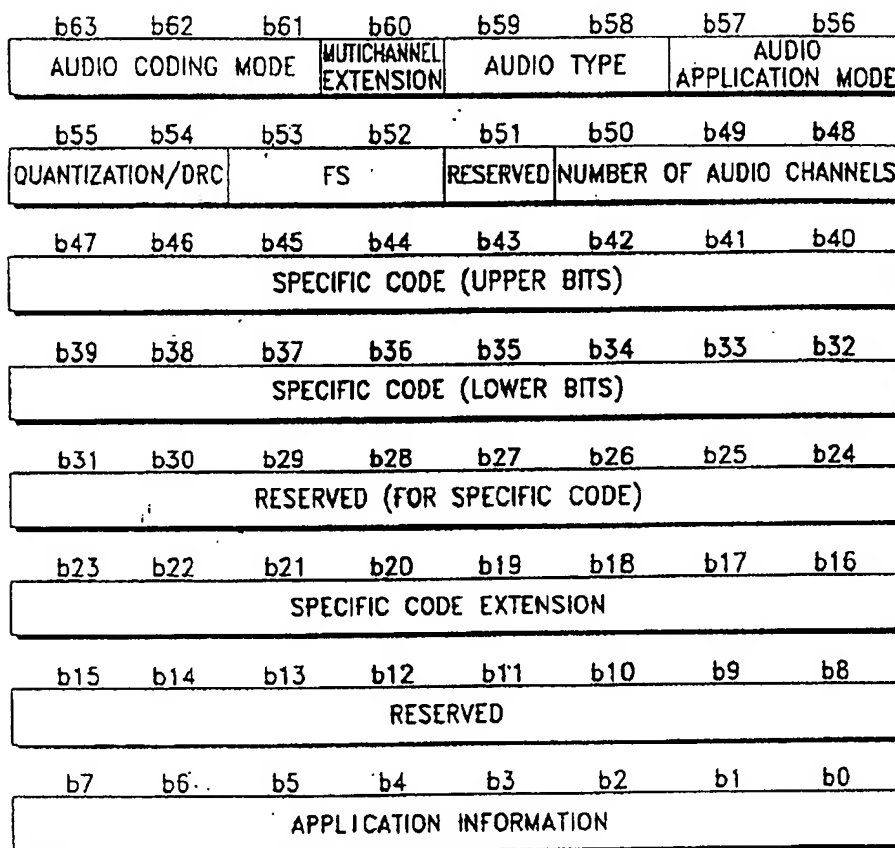 b63 b62 b61 b60 b59 b58 b57 b56
AUDIO CODING MODE MUTICHANNEL EXTENSION AUDIO TYPE AUDIO APPLICATION MODE
b55 b54 b53 b52 b51 b50 b49 b48
QUANTIZATION/DRC FS RESERVED NUMBER OF AUDIO CHANNELS
b47 b46 b45 b44 b43 b42 b41 b40
SPECIFIC CODE (UPPER BITS)
b39 b38 b37 b36 b35 b34 b33 b32
SPECIFIC CODE (LOWER BITS)
b31 b30 b29 b28 b27 b26 b25 b24
RESERVED (FOR SPECIFIC CODE)
b23 b22 b21 b20 b19 b18 b17 b16
SPECIFIC CODE EXTENSION
b15 b14 b13 b12 b11 b10 b9 b8
RESERVED
b7 b6 b5 b4 b3 b2 b1 b0
APPLICATION INFORMATION